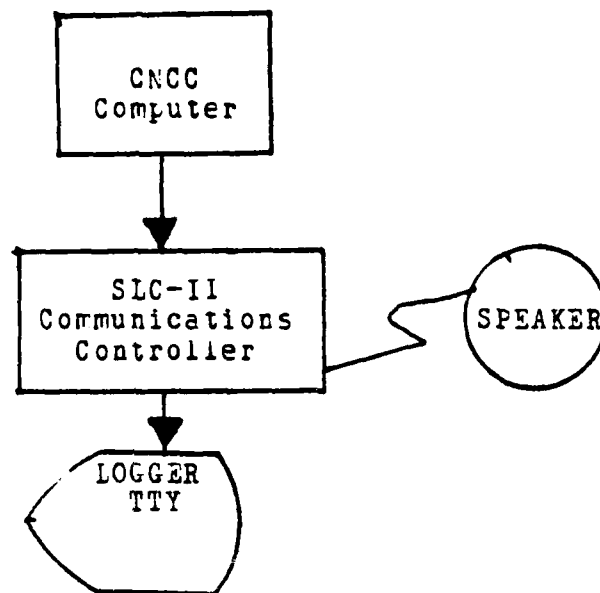 CNCC
Computer
SLC-II
Communications
Controller
SPEAKER
LOGGER
TTY